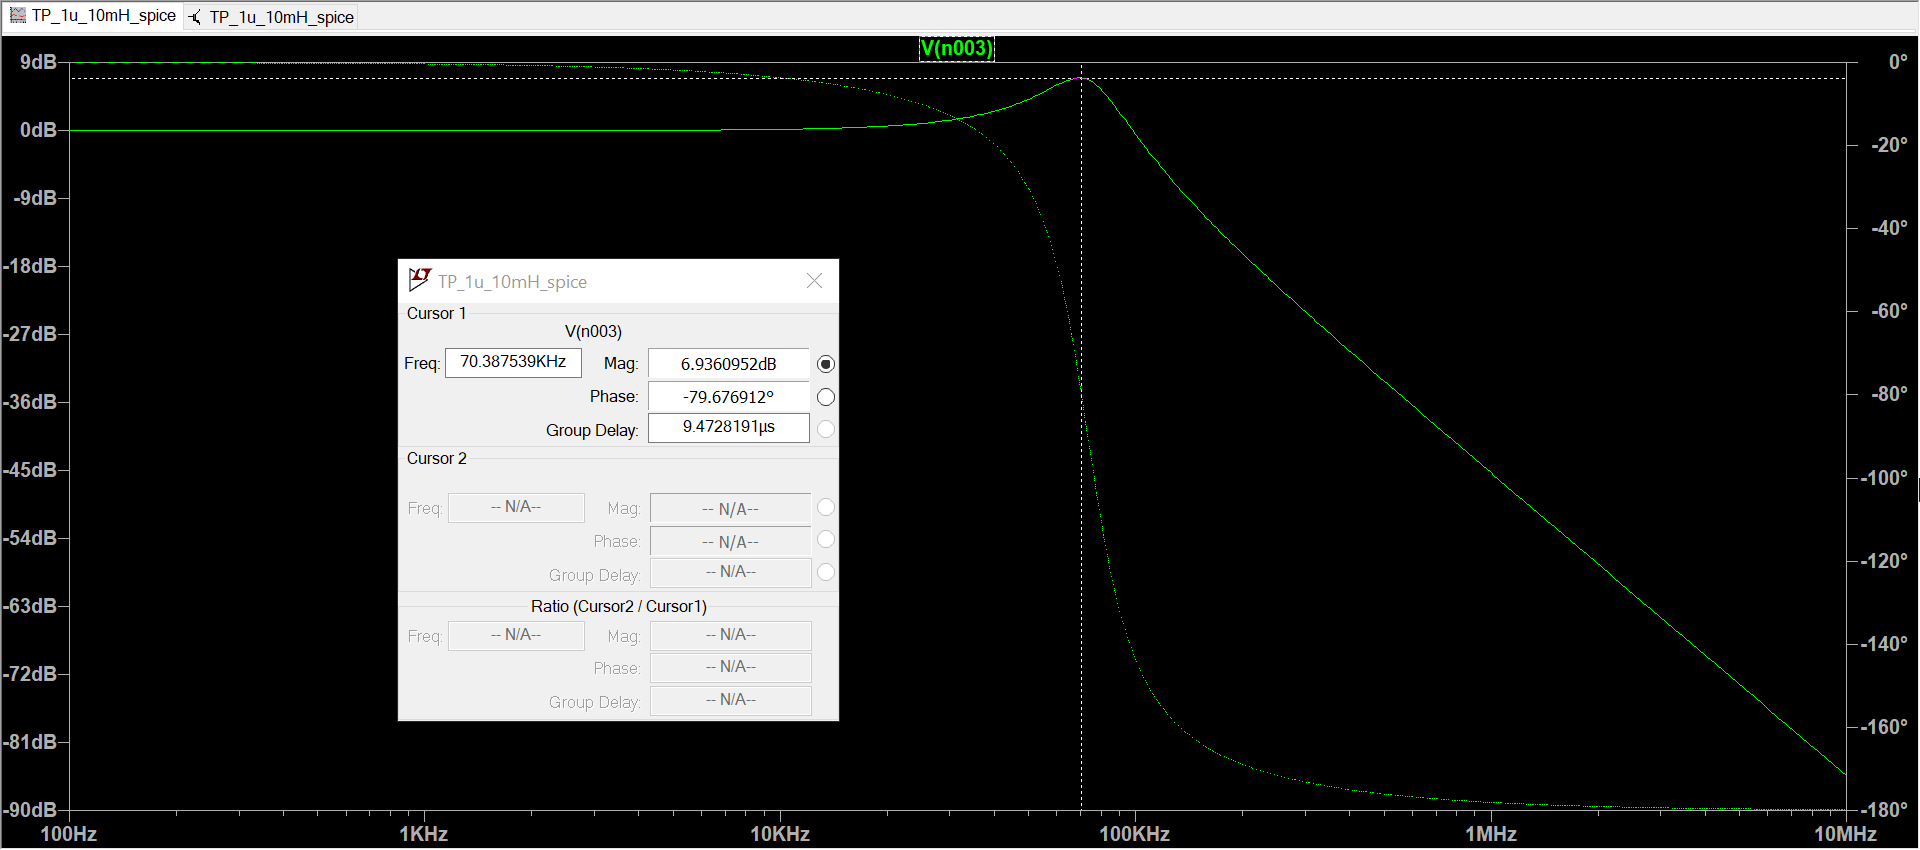 TP_1u_10mH_spice TP_1u_10mH_spice
V(n003)
9dB 0°
0dB -20°
-9dB -40°
-18dB -60°
-27dB -80°
-36dB -100°
-45dB -120°
-54dB -140°
-63dB -160°
-72dB -180°
-81dB
-90dB
100Hz 1KHz 10KHz 100KHz 1MHz 10MHz
TP_1u_10mH_spice
Cursor 1
V(n003)
Freq: 70.387539KHz Mag: 6.9360952dB
Phase: -79.676912°
Group Delay: 9.4728191µs
Cursor 2
Freq: -- N/A-- Mag: -- N/A--
Phase: -- N/A--
Group Delay: -- N/A--
Ratio (Cursor2 / Cursor1)
Freq: -- N/A-- Mag: -- N/A--
Phase: -- N/A--
Group Delay: -- N/A--